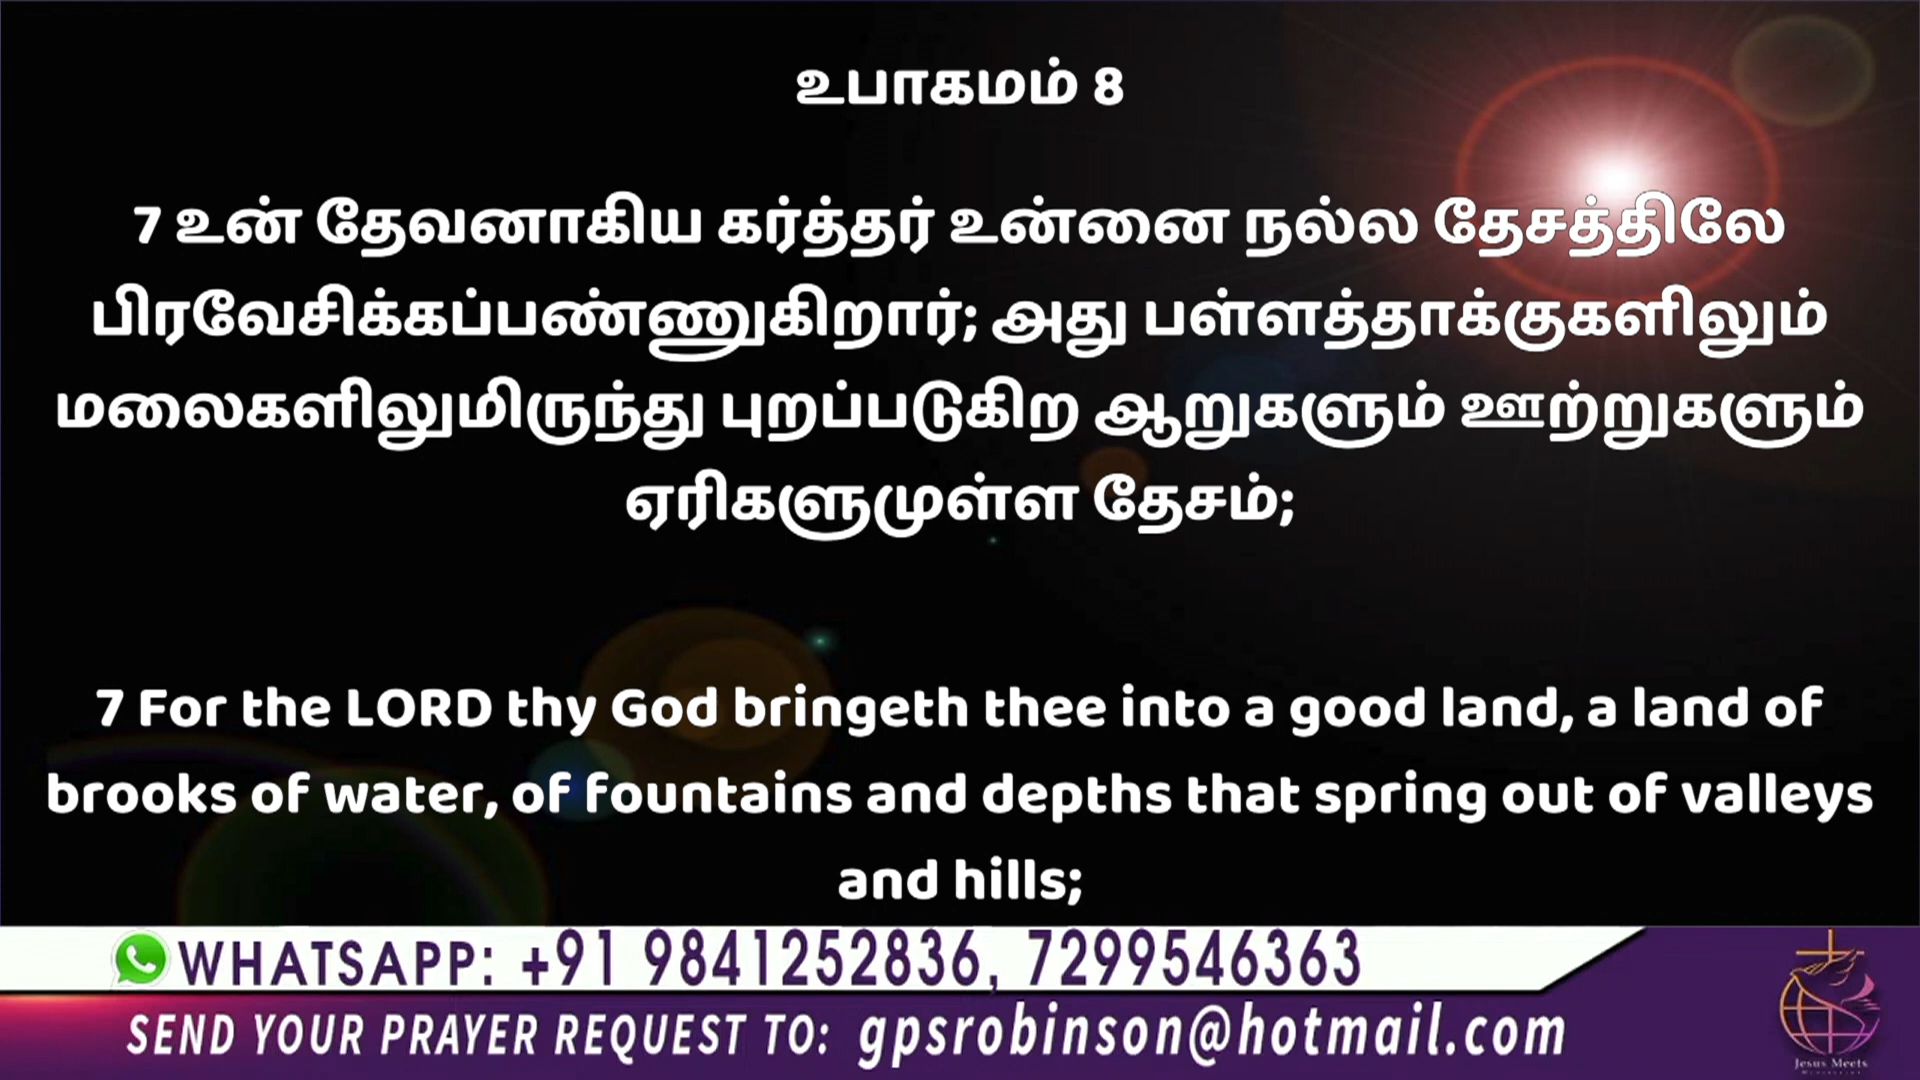 உபாகமம் 8
7 உன் தேவனாகிய கர்த்தர் உன்னை நல்ல தேசத்திலே
பிரவேசிக்கப்பண்ணுகிறார்; அது பள்ளத்தாக்குகளிலும்
மலைகளிலுமிருந்து புறப்படுகிற ஆறுகளும் ஊற்றுகளும்
ஏரிகளுமுள்ள தேசம்;
7 For the LORD thy God bringeth thee into a good land, a land of
brooks of water, of fountains and depths that spring out of valleys
and hills;
WHATSAPP: +91 9841252836, 7299546363
SEND YOUR PRAYER REQUEST TO: gpsrobinson@hotmail.com
Jesus Meets